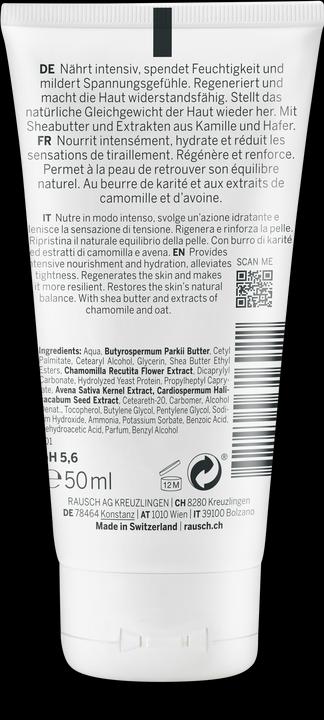 DE Nährt intensiv, spendet Feuchtigkeit und
mildert Spannungsgefühle. Regeneriert und
macht die Haut widerstandsfähig. Stellt das
natürliche Gleichgewicht der Haut wieder her. Mit
Sheabutter und Extrakten aus Kamille und Hafer.
FR Nourrit intensément, hydrate et réduit les
sensations de tiraillement. Régénère et renforce.
Permet à la peau de retrouver son équilibre
naturel. Au beurre de karité et aux extraits de
camomille et d'avoine.
IT Nutre in modo intenso, svolge un'azione idratante e
lenisce la sensazione di tensione. Rigenera e rinforza la pelle.
Ripristina il naturale equilibrio della pelle. Con burro di karité
ed estratti di camomilla e avena. EN Provides
intensive nourishment and hydration, alleviates
tightness. Regenerates the skin and makes
it more resilient. Restores the skin's natural
balance. With shea butter and extracts of
chamomile and oat.
SCAN ME
Ingredients: Aqua, Butyrospermum Parkii Butter, Cetyl
Palmitate, Cetearyl Alcohol, Glycerin, Shea Butter Ethyl
Esters, Chamomilla Recutita Flower Extract, Dicaprylyl
Carbonate, Hydrolyzed Yeast Protein, Propylheptyl Capry-
late, Avena Sativa Kernel Extract, Cardiospermum Hali-
cacabum Seed Extract, Ceteareth-20, Carbomer, Alcohol
Denat., Tocopherol, Butylene Glycol, Pentylene Glycol, Sodi-
um Hydroxide, Ammonia, Potassium Sorbate, Benzoic Acid,
Dehydroacetic Acid, Parfum, Benzyl Alcohol
01
pH 5,6
℮50 ml
12 M
RAUSCH AG KREUZLINGEN | CH 8280 Kreuzlingen
DE 78464 Konstanz | AT 1010 Wien | IT 39100 Bolzano
Made in Switzerland | rausch.ch